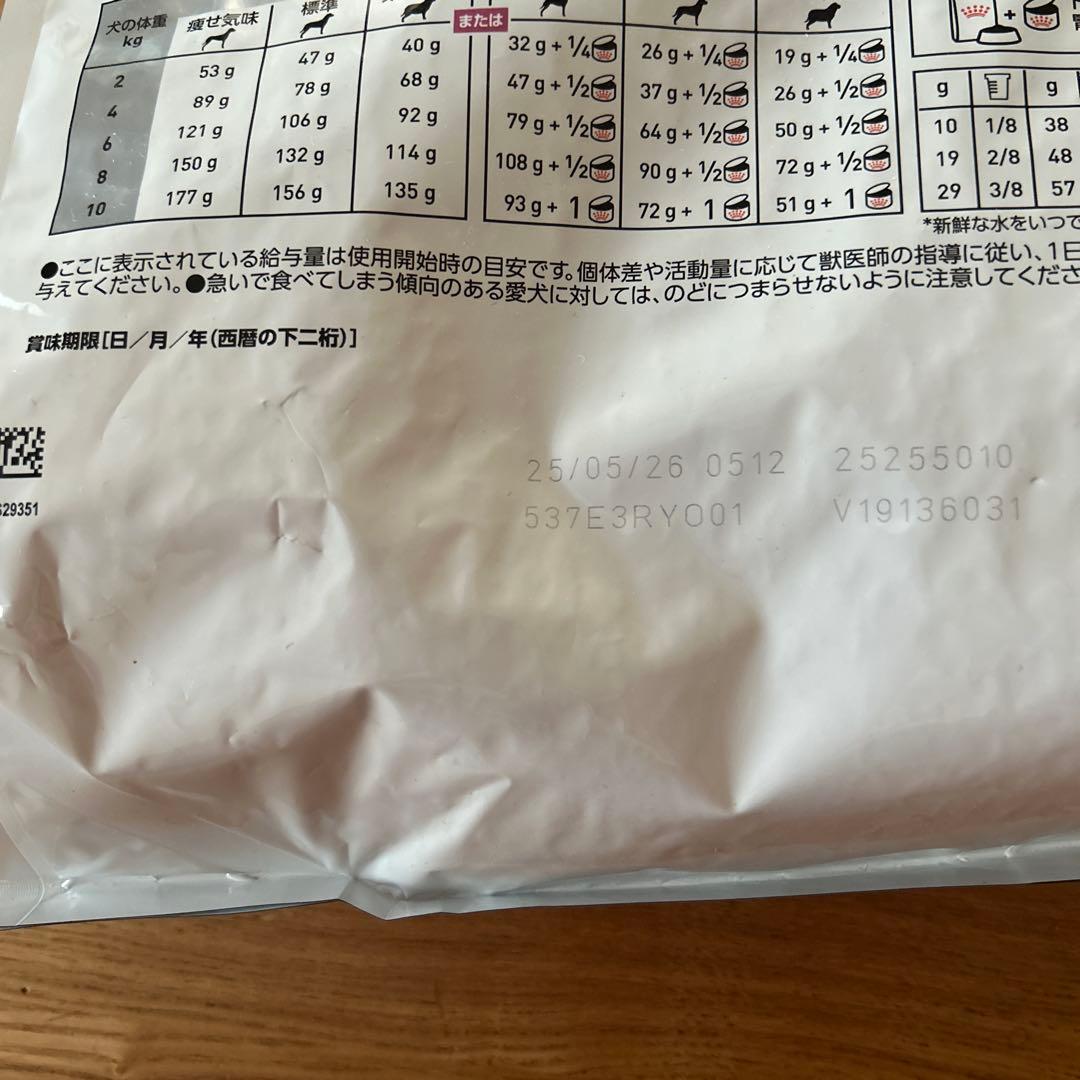 犬の体重 痩せ気味 標準
kg
または
2 53 g 47 g 40 g 32 g + 1/4 26 g + 1/4 19 g + 1/4
4 89 g 78 g 68 g 47 g + 1/2 37 g + 1/2 26 g + 1/2
6 121 g 106 g 92 g 79 g + 1/2 64 g + 1/2 50 g + 1/2
8 150 g 132 g 114 g 108 g + 1/2 90 g + 1/2 72 g + 1/2
10 177 g 156 g 135 g 93 g + 1 72 g + 1 51 g + 1
+
g g
10 1/8 38
19 2/8 48
29 3/8 57
*新鮮な水をいつで
●ここに表示されている給与量は使用開始時の目安です。個体差や活動量に応じて獣医師の指導に従い、1日
与えてください。●急いで食べてしまう傾向のある愛犬に対しては、のどにつまらせないように注意してくださ
賞味期限[日/月/年(西暦の下二桁)]
25/05/26 0512 25255010
537E3RY001 V19136031
29351